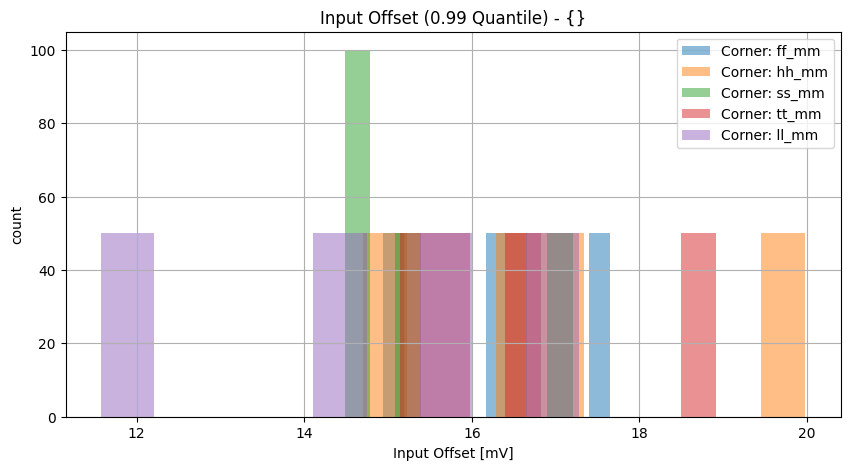 Input Offset (0.99 Quantile) - {}
Corner: ff_mm
Corner: hh_mm
Corner: ss_mm
Corner: tt_mm
Corner: ll_mm
100
80
60
40
20
0
count
12
14
16
18
20
Input Offset [mV]